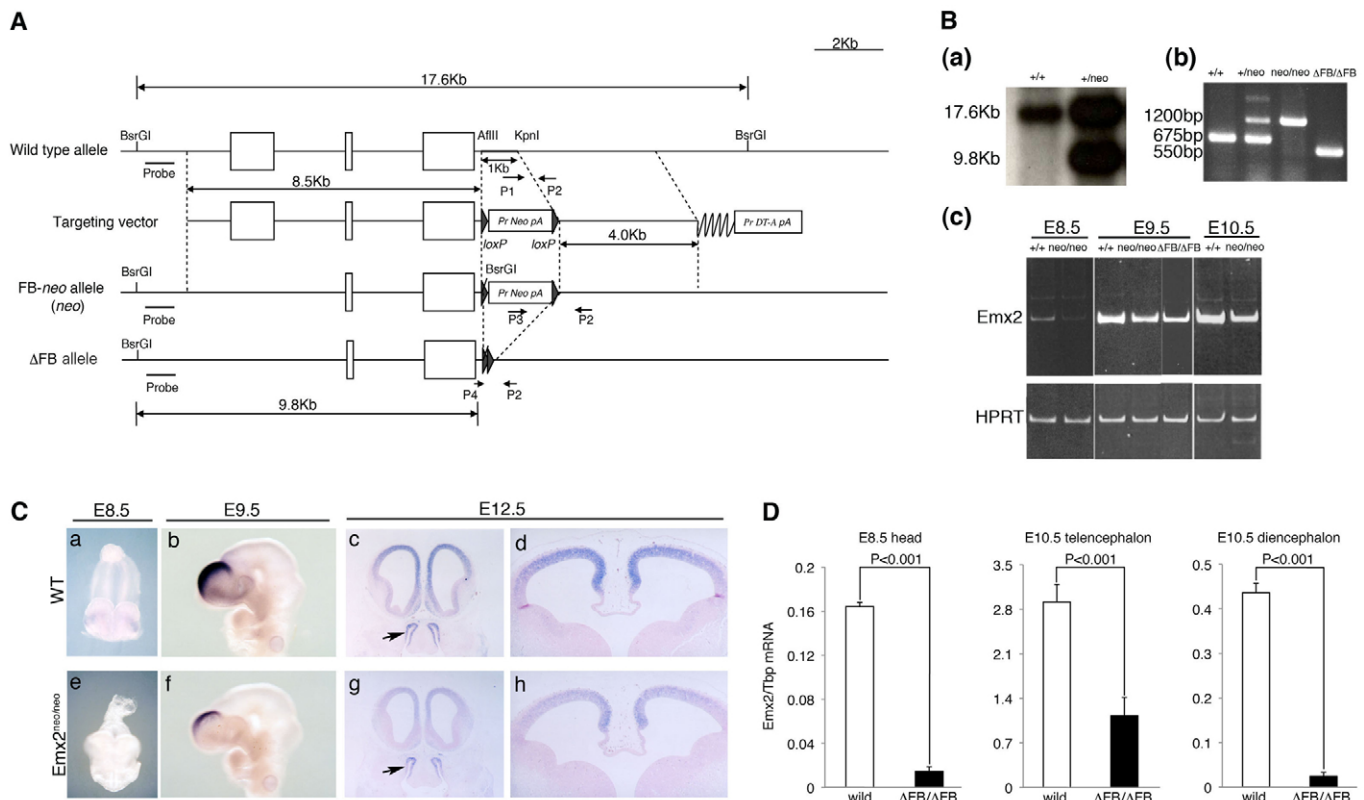 A
2Kb
17.6Kb
BsrGI
AflII
KpnI
BsrGI
Wild type allele
Probe
1Kb
8.5Kb
P1
P2
Targeting vector
Pr Neo pA
Pr DT-A pA
loxP
loxP
4.0Kb
BsrGI
BsrGI
FB-neo allele
(neo)
Pr Neo pA
Probe
P3
P2
BsrGI
ΔFB allele
Probe
P4
P2
9.8Kb
B
(a)
+/+
+/neo
17.6Kb
9.8Kb
(b)
+/+
+/neo
neo/neo
ΔFB/ΔFB
1200bp
675bp
550bp
(c)
E8.5
E9.5
E10.5
+/+ neo/neo
+/+ neo/neo ΔFB/ΔFB
+/+ neo/neo
Emx2
HPRT
C
E8.5
E9.5
E12.5
WT
a
b
c
d
Emx2neo/neo
e
f
g
h
D
E8.5 head
P<0.001
Emx2/Tbp mRNA
0.2
0.16
0.12
0.08
0.04
0
wild
ΔFB/ΔFB
E10.5 telencephalon
P<0.001
3.5
2.8
2.1
1.4
0.7
0
wild
ΔFB/ΔFB
E10.5 diencephalon
P<0.001
0.5
0.4
0.3
0.2
0.1
0
wild
ΔFB/ΔFB